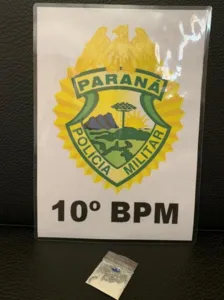 PARANÁ
POLÍCIA MILITAR
10º BPM